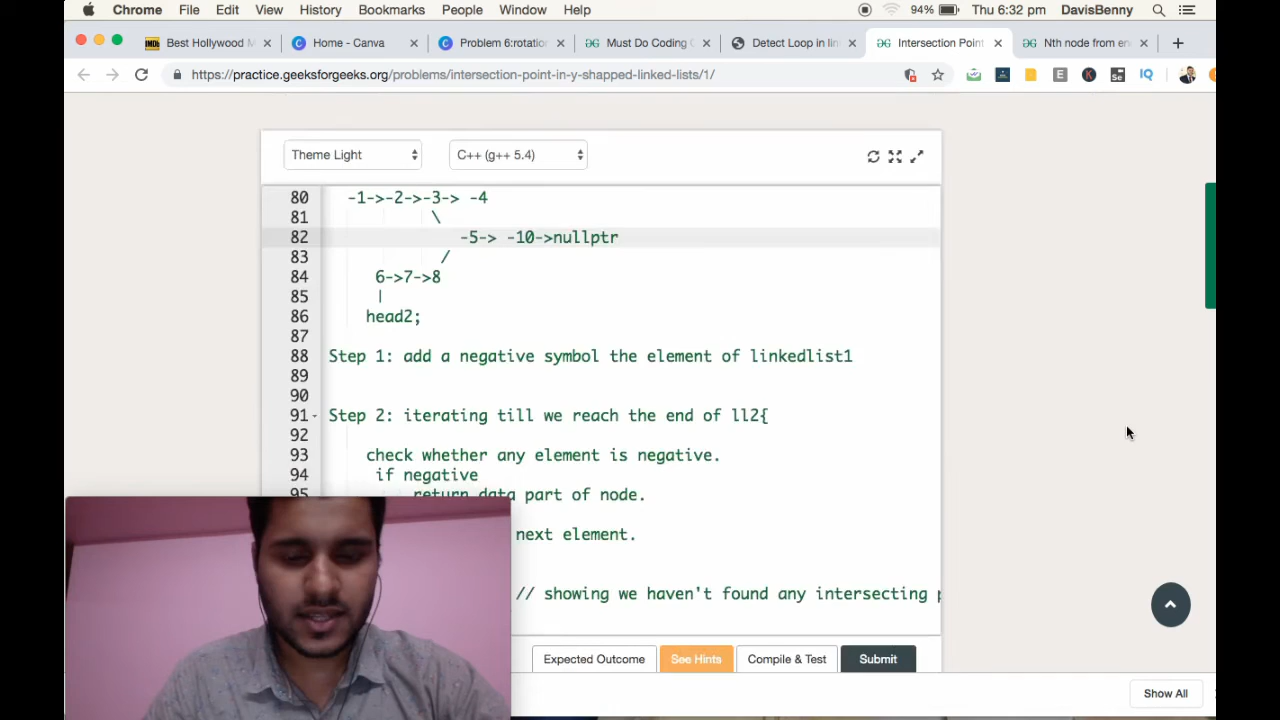 Chrome File Edit View History Bookmarks People Window Help 94% Thu 6:32 pm DavisBenny
IMDb Best Hollywood M Home - Canva Problem 6:rotatio Must Do Coding Detect Loop in lin Intersection Poin Nth node from en
https://practice.geeksforgeeks.org/problems/intersection-point-in-y-shapped-linked-lists/1/ E K Se IQ
Theme Light C++ (g++ 5.4)
80 -1->-2->-3-> -4
81 \
82 -5-> -10->nullptr
83 /
84 6->7->8
85 |
86 head2;
87
88 Step 1: add a negative symbol the element of linkedlist1
89
90
91 Step 2: iterating till we reach the end of ll2{
92
93 check whether any element is negative.
94 if negative
95 return data part of node.
next element.
// showing we haven't found any intersecting p
Expected Outcome See Hints Compile & Test Submit
Show All